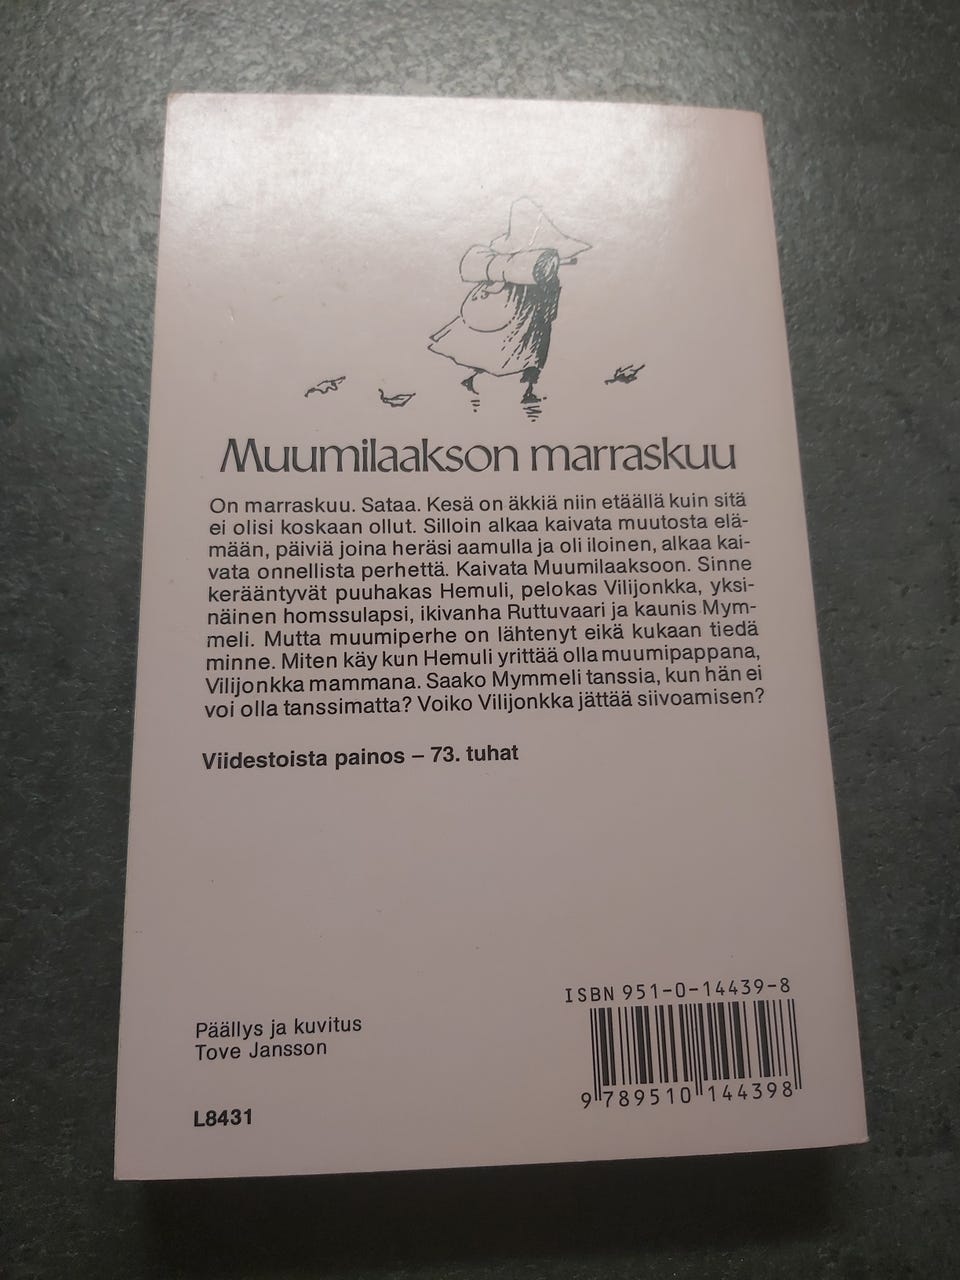 Muumilaakson marraskuu
On marraskuu. Sataa. Kesä on äkkiä niin etäällä kuin sitä
ei olisi koskaan ollut. Silloin alkaa kaivata muutosta elä-
mään, päiviä joina heräsi aamulla ja oli iloinen, alkaa kai-
vata onnellista perhettä. Kaivata Muumilaaksoon. Sinne
kerääntyvät puuhakas Hemuli, pelokas Vilijonkka, yksi-
näinen homssulapsi, ikivanha Ruttuvaari ja kaunis Mym-
meli. Mutta muumiperhe on lähtenyt eikä kukaan tiedä
minne. Miten käy kun Hemuli yrittää olla muumipappana,
Vilijonkka mammana. Saako Mymmeli tanssia, kun hän ei
voi olla tanssimatta? Voiko Vilijonkka jättää siivoamisen?
Viidestoista painos – 73. tuhat
Päällys ja kuvitus
Tove Jansson
L8431
ISBN 951-0-14439-8
9 789510 144398